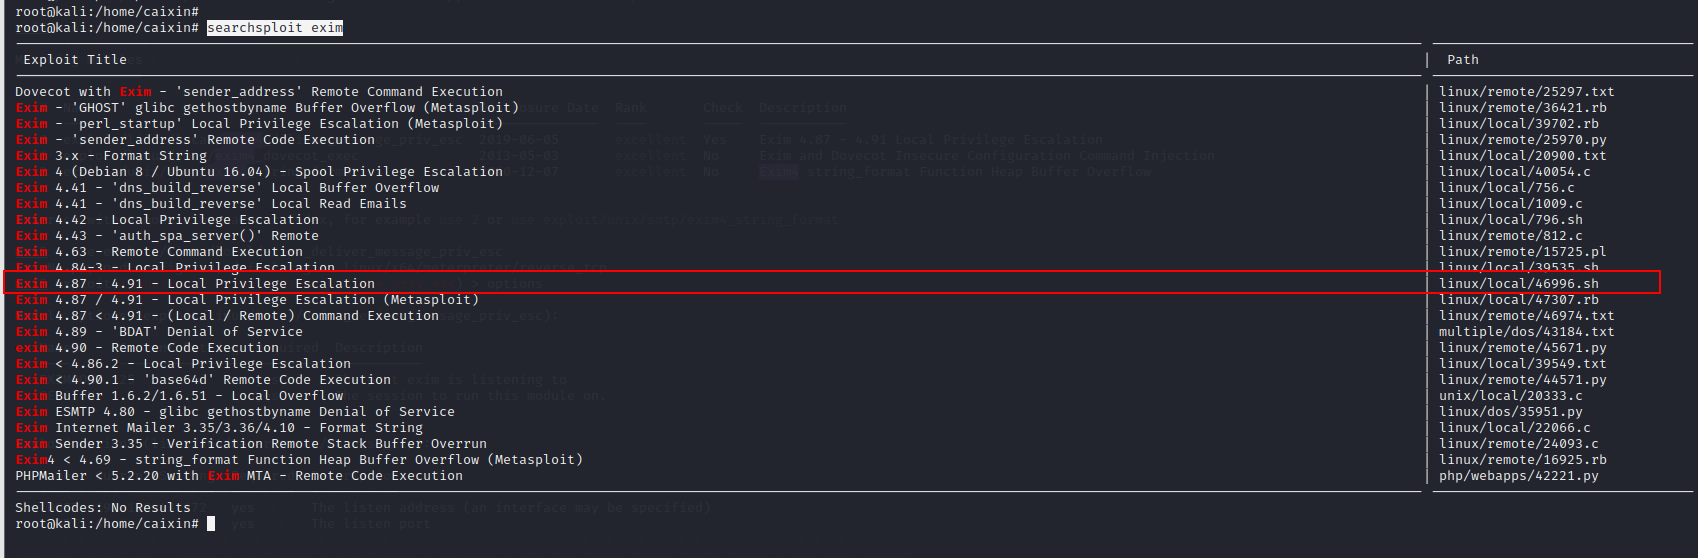 root@kali:/home/caixin#
root@kali:/home/caixin# searchsploit exim
Exploit Title | Path
Dovecot with Exim - 'sender_address' Remote Command Execution | linux/remote/25297.txt
Exim - 'GHOST' glibc gethostbyname Buffer Overflow (Metasploit) | linux/remote/36421.rb
Exim - 'perl_startup' Local Privilege Escalation (Metasploit) | linux/local/39702.rb
Exim - 'sender_address' Remote Code Execution | linux/remote/25970.py
Exim 3.x - Format String | linux/local/20900.txt
Exim 4 (Debian 8 / Ubuntu 16.04) - Spool Privilege Escalation | linux/local/40054.c
Exim 4.41 - 'dns_build_reverse' Local Buffer Overflow | linux/local/756.c
Exim 4.41 - 'dns_build_reverse' Local Read Emails | linux/local/1009.c
Exim 4.42 - Local Privilege Escalation | linux/local/796.sh
Exim 4.43 - 'auth_spa_server()' Remote | linux/remote/812.c
Exim 4.63 - Remote Command Execution | linux/remote/15725.pl
Exim 4.84-3 - Local Privilege Escalation | linux/local/39535.sh
Exim 4.87 - 4.91 - Local Privilege Escalation | linux/local/46996.sh
Exim 4.87 / 4.91 - Local Privilege Escalation (Metasploit) | linux/local/47307.rb
Exim 4.87 < 4.91 - (Local / Remote) Command Execution | linux/remote/46974.txt
Exim 4.89 - 'BDAT' Denial of Service | multiple/dos/43184.txt
exim 4.90 - Remote Code Execution | linux/remote/45671.py
Exim < 4.86.2 - Local Privilege Escalation | linux/local/39549.txt
Exim < 4.90.1 - 'base64d' Remote Code Execution | linux/remote/44571.py
Exim Buffer 1.6.2/1.6.51 - Local Overflow | unix/local/20333.c
Exim ESMTP 4.80 - glibc gethostbyname Denial of Service | linux/dos/35951.py
Exim Internet Mailer 3.35/3.36/4.10 - Format String | linux/local/22066.c
Exim Sender 3.35 - Verification Remote Stack Buffer Overrun | linux/remote/24093.c
Exim4 < 4.69 - string_format Function Heap Buffer Overflow (Metasploit) | linux/remote/16925.rb
PHPMailer < 5.2.20 with Exim MTA - Remote Code Execution | php/webapps/42221.py
Shellcodes: No Results
root@kali:/home/caixin#